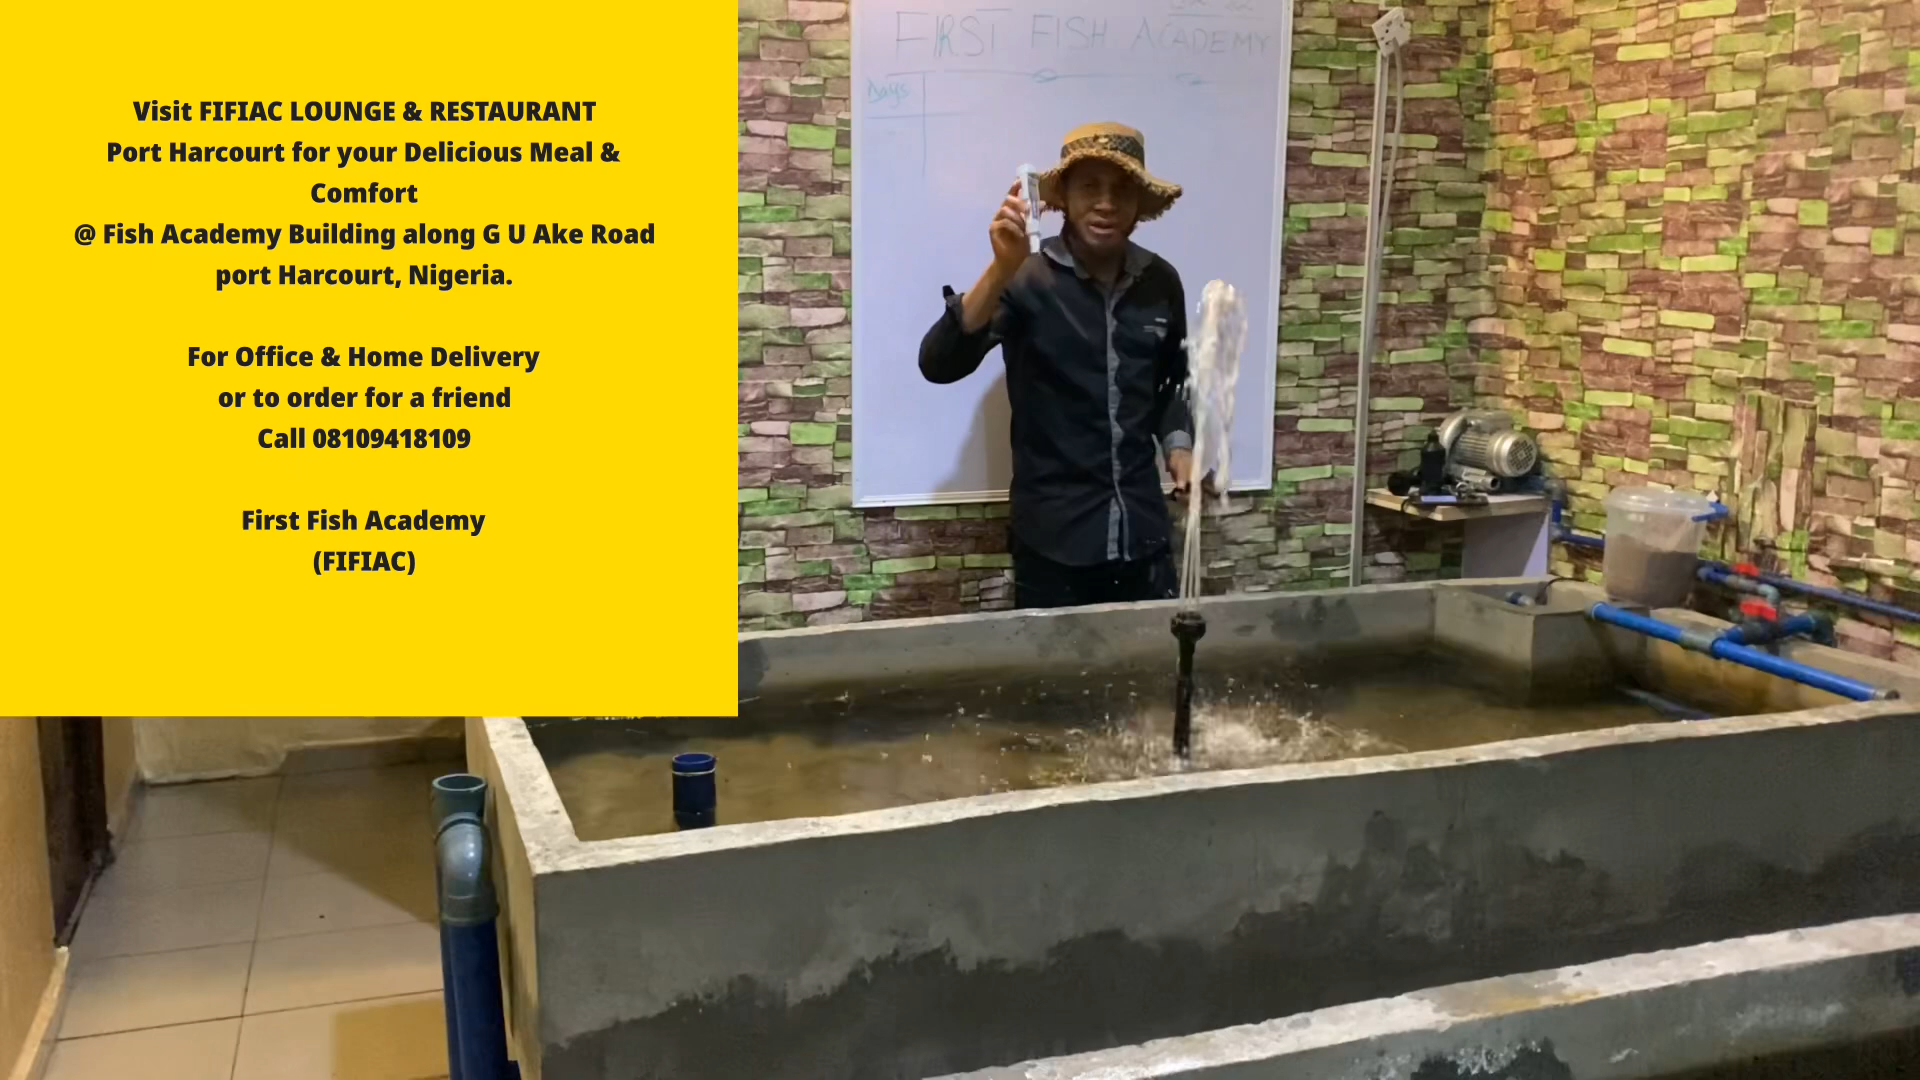 Visit FIFIAC LOUNGE & RESTAURANT
Port Harcourt for your Delicious Meal &
Comfort
@ Fish Academy Building along G U Ake Road
port Harcourt, Nigeria.
For Office & Home Delivery
or to order for a friend
Call 08109418109
First Fish Academy
(FIFIAC)
FIRST FISH ACADEMY
Days